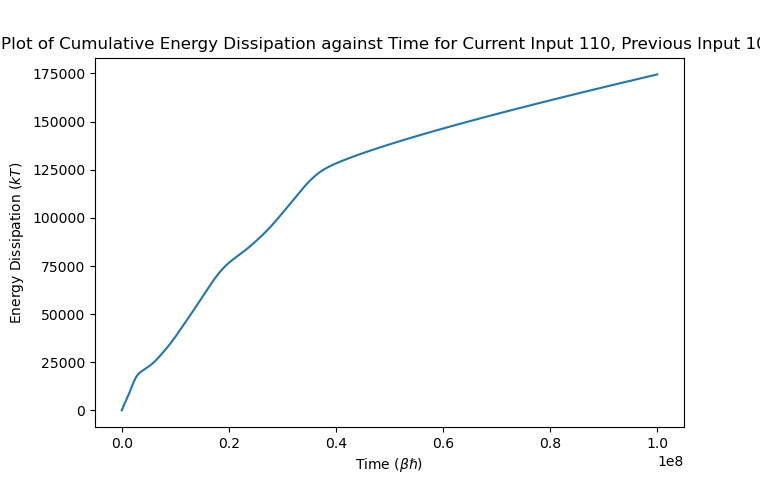 Plot of Cumulative Energy Dissipation against Time for Current Input 110, Previous Input 10
175000
150000
125000
100000
75000
50000
25000
0
Energy Dissipation (kT)
0.0 0.2 0.4 0.6 0.8 1.0
1e8
Time (βħ)